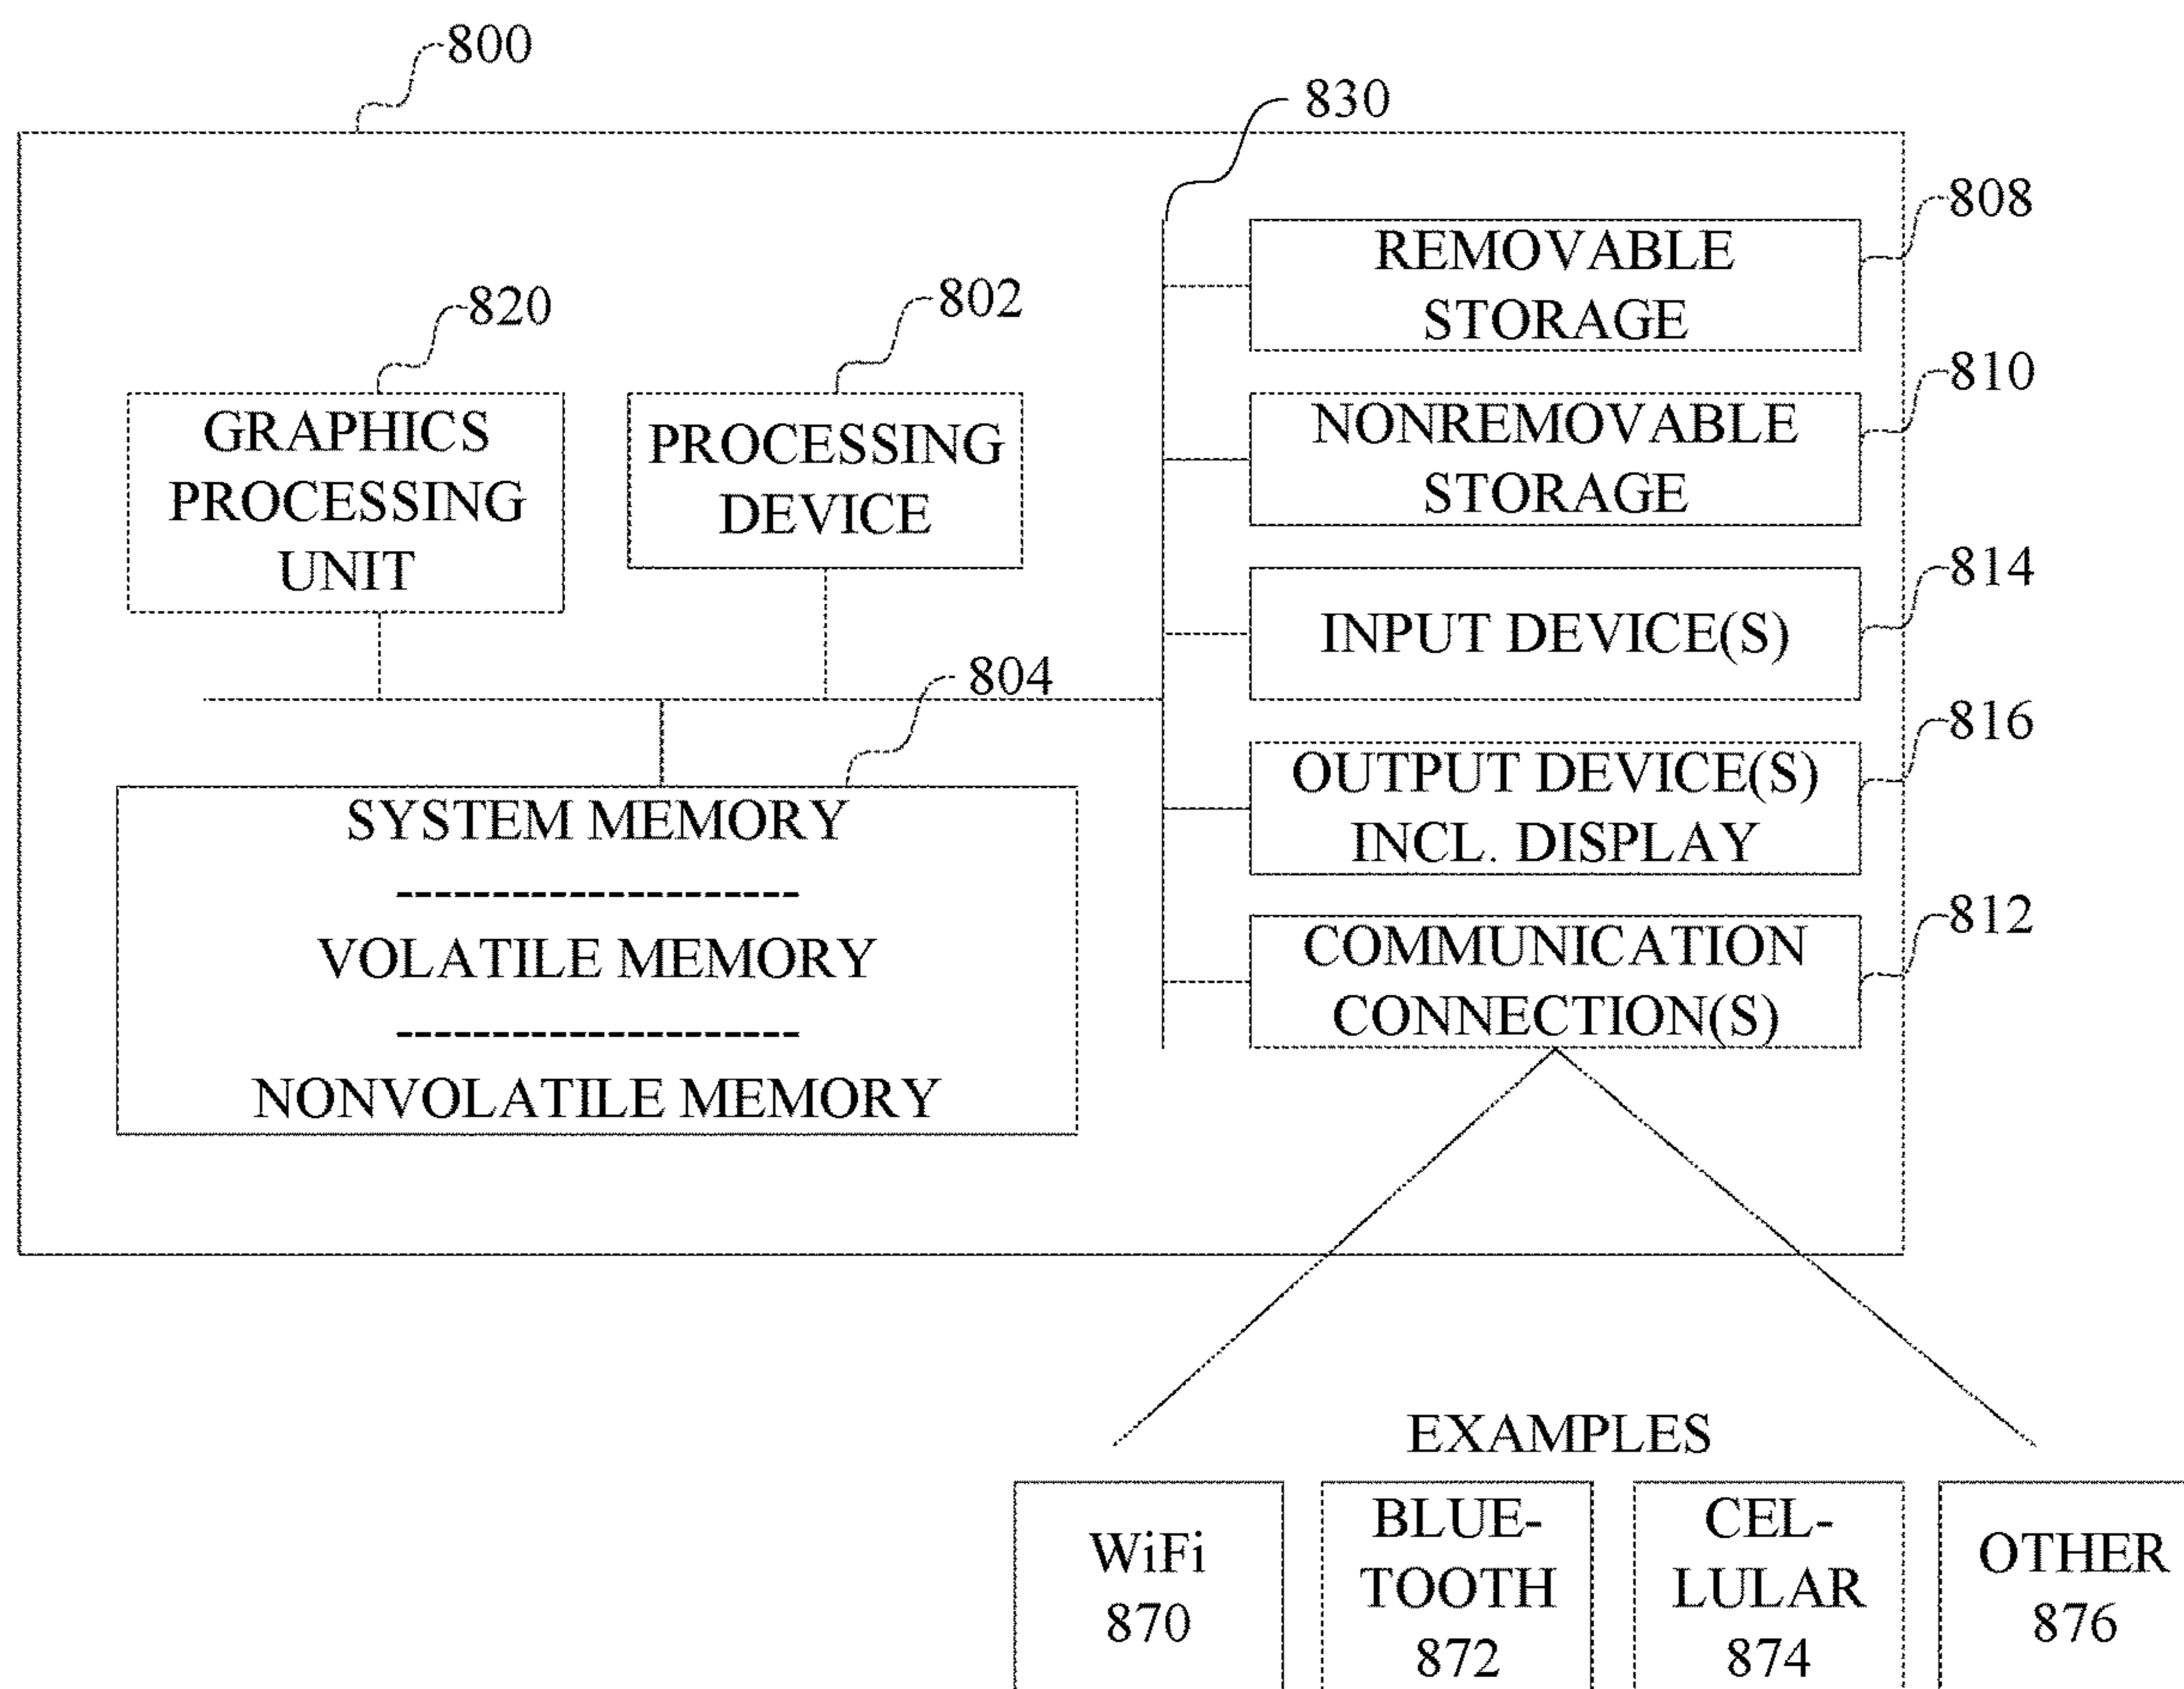 800
830
808
REMOVABLE
STORAGE
820
802
810
GRAPHICS
PROCESSING
UNIT
PROCESSING
DEVICE
NONREMOVABLE
STORAGE
814
INPUT DEVICE(S)
804
816
SYSTEM MEMORY
--------------------
VOLATILE MEMORY
--------------------
NONVOLATILE MEMORY
OUTPUT DEVICE(S)
INCL. DISPLAY
812
COMMUNICATION
CONNECTION(S)
EXAMPLES
WiFi
870
BLUE-
TOOTH
872
CEL-
LULAR
874
OTHER
876